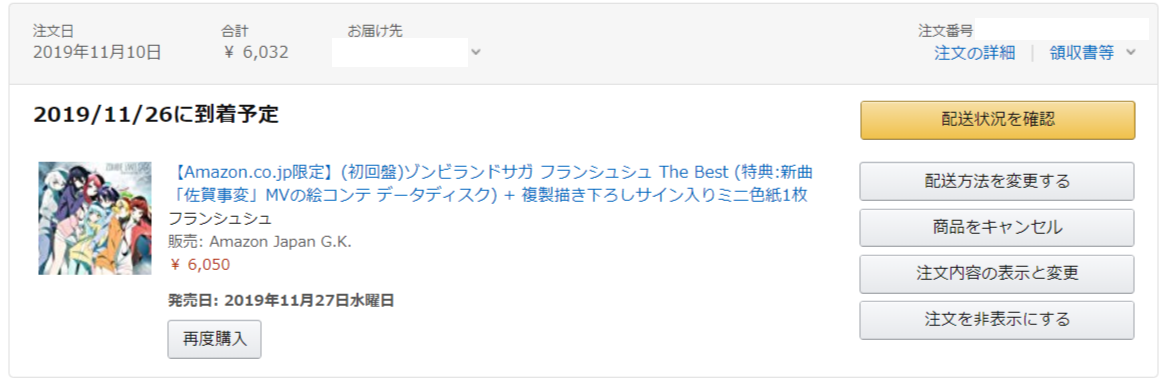 注文日 合計 お届け先 注文番号
2019年11月10日 ¥ 6,032 注文の詳細 | 領収書等
2019/11/26に到着予定
配送状況を確認
【Amazon.co.jp限定】(初回盤)ゾンビランドサガ フランシュシュ The Best (特典:新曲
「佐賀事変」MVの絵コンテ データディスク) + 複製描き下ろしサイン入りミニ色紙1枚
フランシュシュ
販売: Amazon Japan G.K.
¥ 6,050
発売日: 2019年11月27日水曜日
再度購入
配送方法を変更する
商品をキャンセル
注文内容の表示と変更
注文を非表示にする